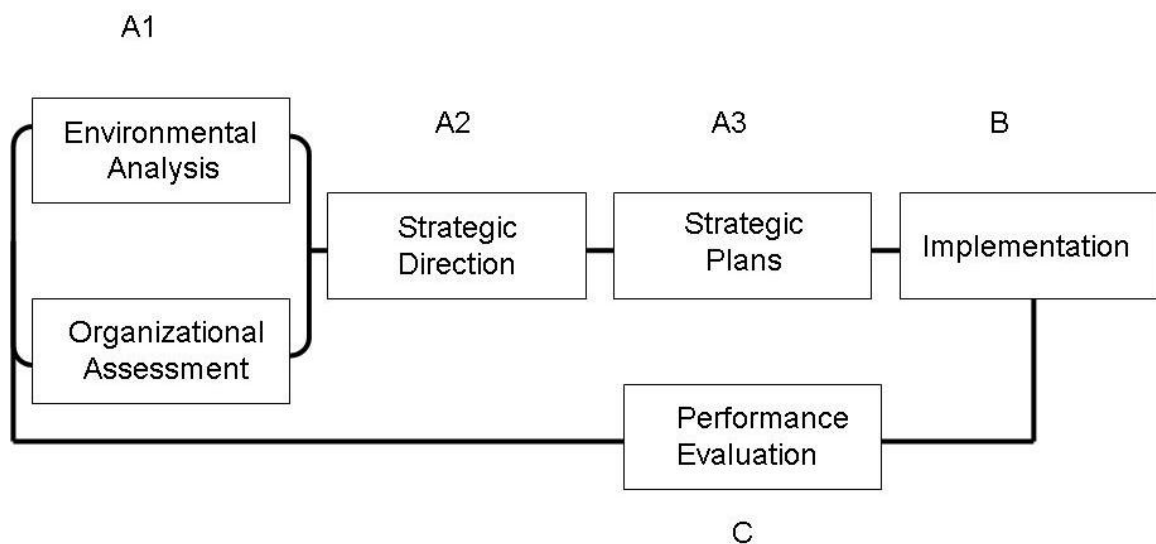 A1
Environmental
Analysis
Organizational
Assessment
A2
Strategic
Direction
A3
Strategic
Plans
B
Implementation
Performance
Evaluation
C